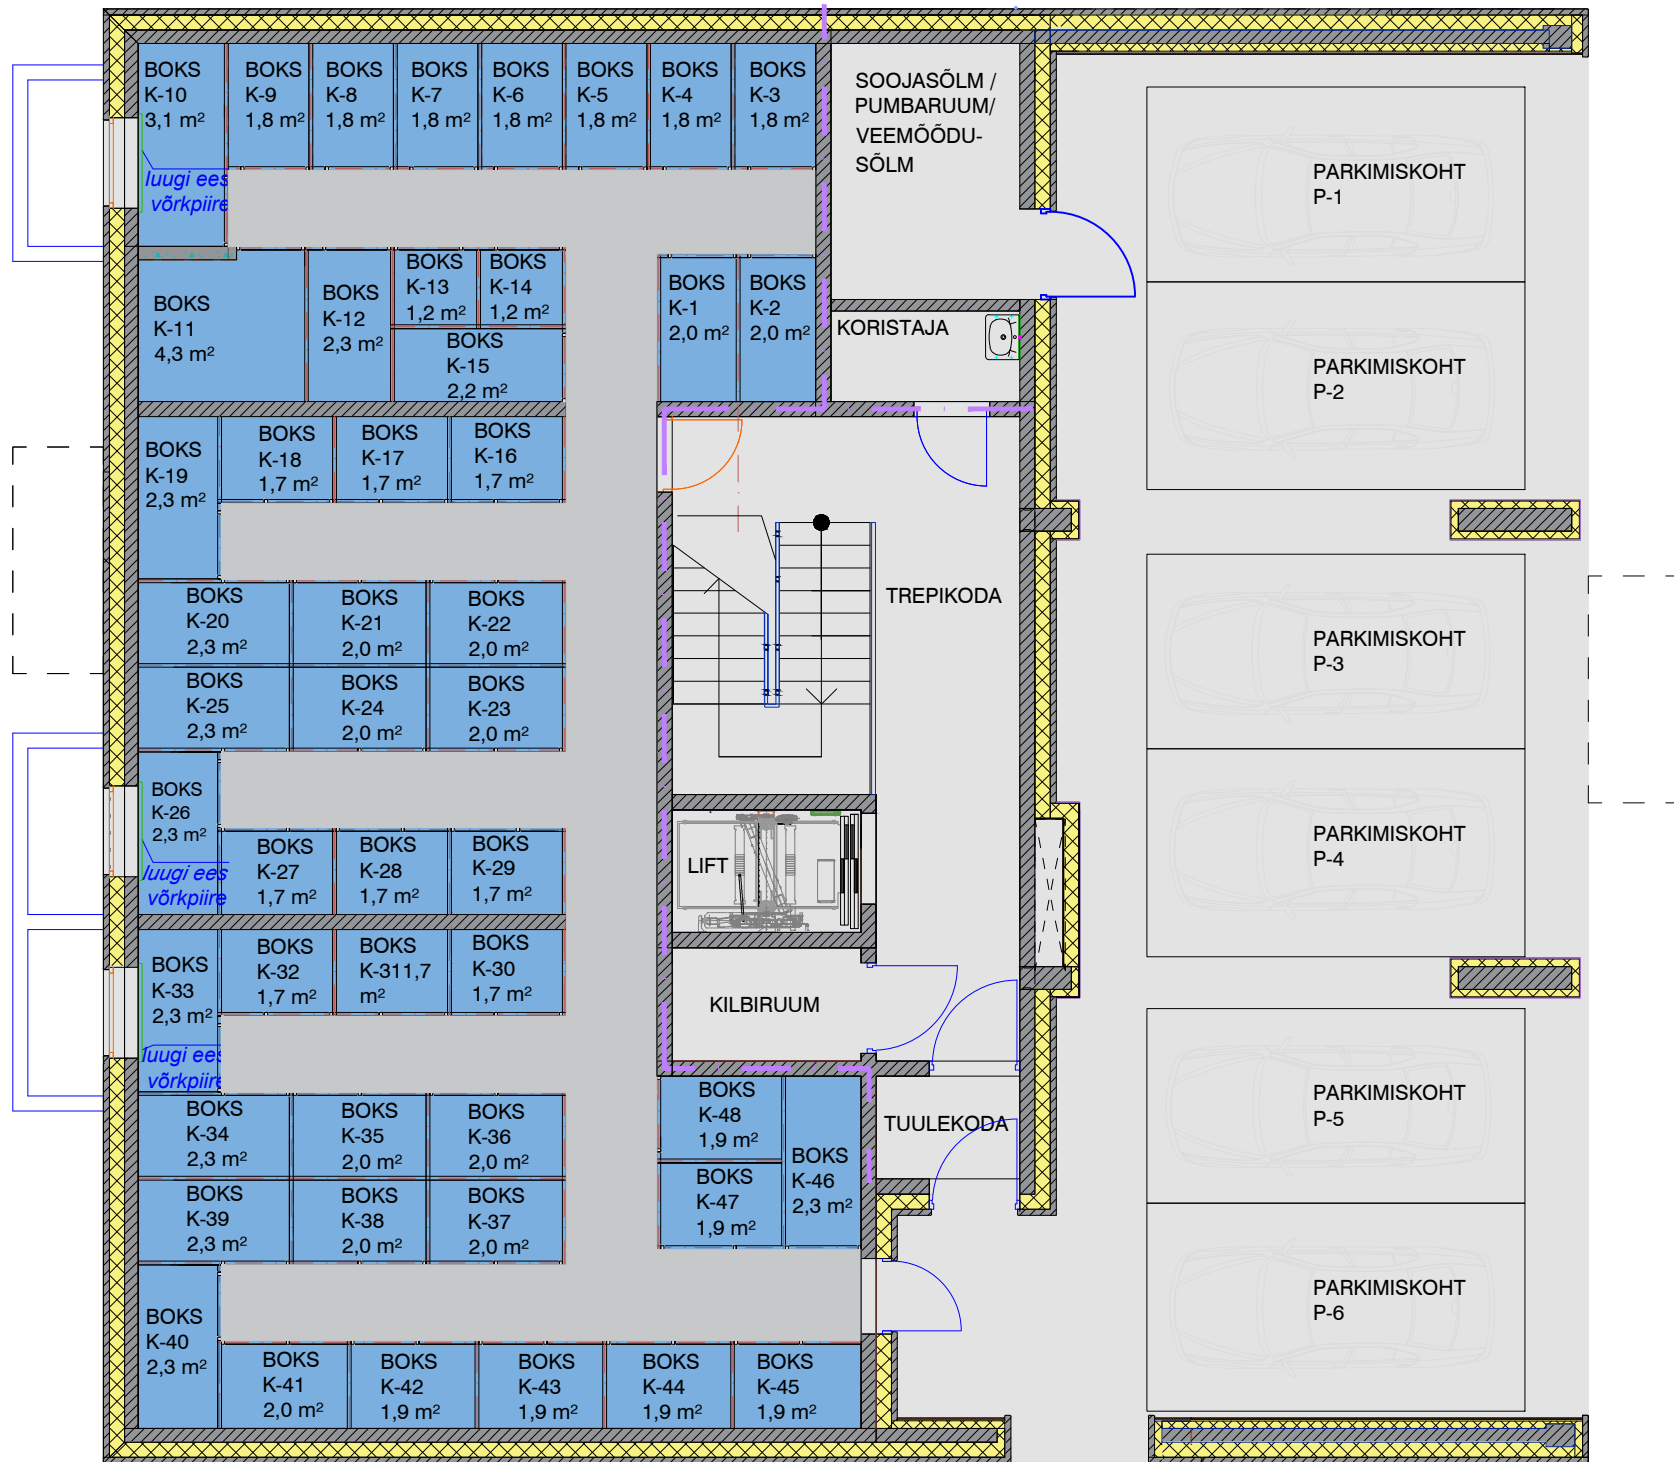 BOKS
K-10
3,1 m²
BOKS
K-9
1,8 m²
BOKS
K-8
1,8 m²
BOKS
K-7
1,8 m²
BOKS
K-6
1,8 m²
BOKS
K-5
1,8 m²
BOKS
K-4
1,8 m²
BOKS
K-3
1,8 m²
luugi ees
võrkpiire
SOOJASÕLM /
PUMBARUUM/
VEEMÕÕDU-
SÕLM
PARKIMISKOHT
P-1
BOKS
K-11
4,3 m²
BOKS
K-12
2,3 m²
BOKS
K-13
1,2 m²
BOKS
K-14
1,2 m²
BOKS
K-15
2,2 m²
BOKS
K-1
2,0 m²
BOKS
K-2
2,0 m²
KORISTAJA
PARKIMISKOHT
P-2
BOKS
K-19
2,3 m²
BOKS
K-18
1,7 m²
BOKS
K-17
1,7 m²
BOKS
K-16
1,7 m²
BOKS
K-20
2,3 m²
BOKS
K-21
2,0 m²
BOKS
K-22
2,0 m²
TREPIKODA
PARKIMISKOHT
P-3
BOKS
K-25
2,3 m²
BOKS
K-24
2,0 m²
BOKS
K-23
2,0 m²
BOKS
K-26
2,3 m²
luugi ees
võrkpiire
BOKS
K-27
1,7 m²
BOKS
K-28
1,7 m²
BOKS
K-29
1,7 m²
LIFT
PARKIMISKOHT
P-4
BOKS
K-33
2,3 m²
luugi ees
võrkpiire
BOKS
K-32
1,7 m²
BOKS
K-311,7
m²
BOKS
K-30
1,7 m²
KILBIRUUM
BOKS
K-34
2,3 m²
BOKS
K-35
2,0 m²
BOKS
K-36
2,0 m²
BOKS
K-48
1,9 m²
BOKS
K-47
1,9 m²
BOKS
K-46
2,3 m²
TUULEKODA
PARKIMISKOHT
P-5
BOKS
K-39
2,3 m²
BOKS
K-38
2,0 m²
BOKS
K-37
2,0 m²
BOKS
K-40
2,3 m²
BOKS
K-41
2,0 m²
BOKS
K-42
1,9 m²
BOKS
K-43
1,9 m²
BOKS
K-44
1,9 m²
BOKS
K-45
1,9 m²
PARKIMISKOHT
P-6